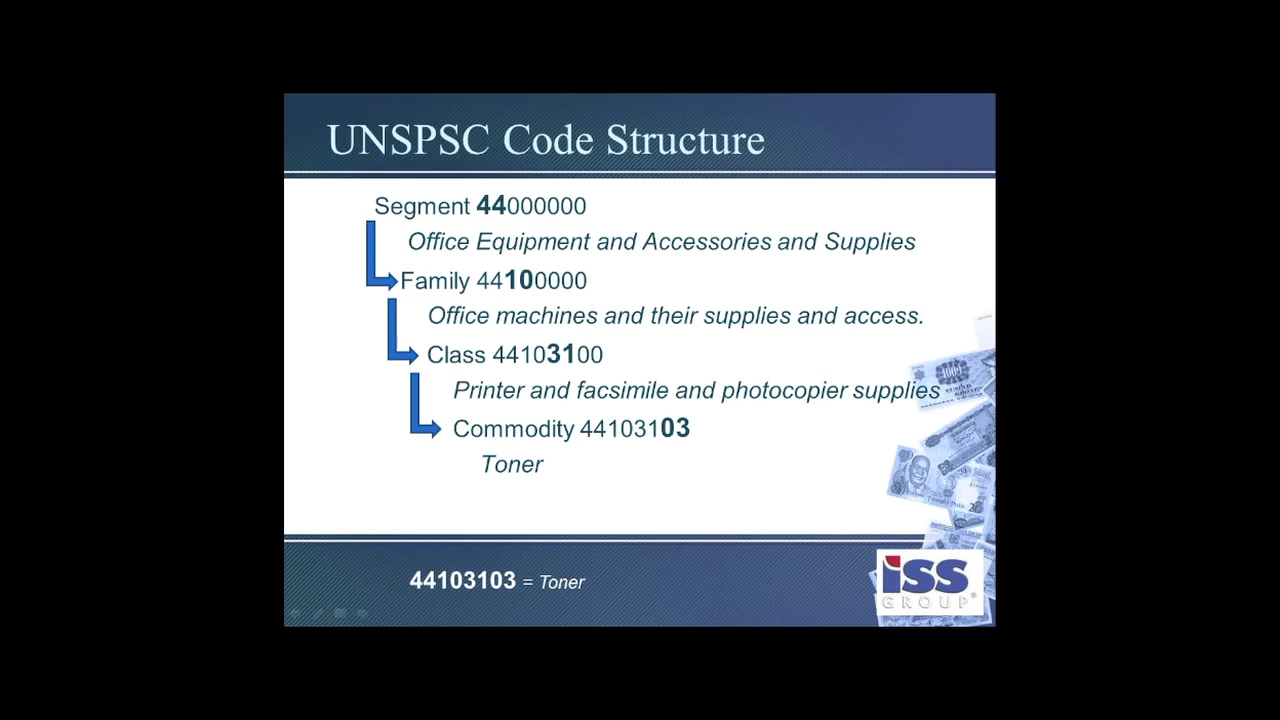 UNSPSC Code Structure
Segment 44000000
Office Equipment and Accessories and Supplies
Family 44100000
Office machines and their supplies and access.
Class 44103100
Printer and facsimile and photocopier supplies
Commodity 44103103
Toner
44103103 = Toner
iSS
GROUP®